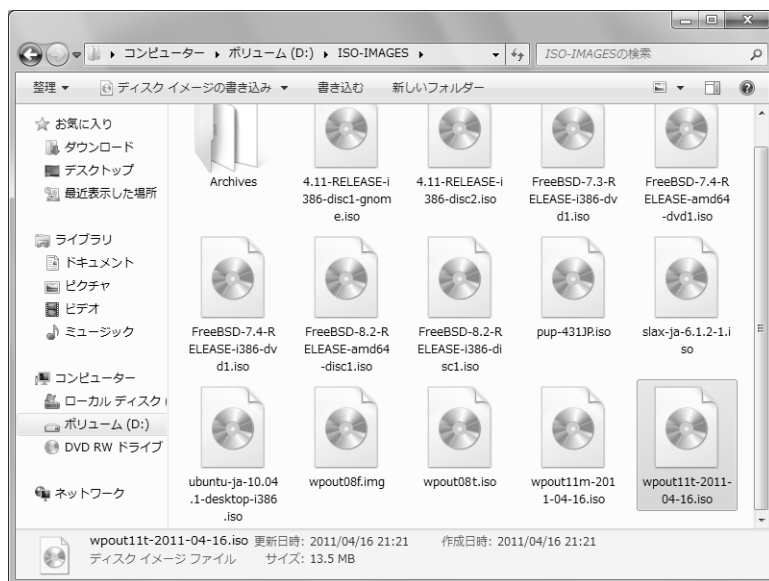 コンピューター ボリューム (D:) ISO-IMAGES
ISO-IMAGESの検索
整理 ディスク イメージの書き込み 書き込む 新しいフォルダー
お気に入り
ダウンロード
デスクトップ
最近表示した場所
ライブラリ
ドキュメント
ピクチャ
ビデオ
ミュージック
コンピューター
ローカル ディスク (
ボリューム (D:)
DVD RW ドライブ
ネットワーク
Archives
4.11-RELEASE-i
386-disc1-gnom
e.iso
4.11-RELEASE-i
386-disc2.iso
FreeBSD-7.3-R
ELEASE-i386-dv
d1.iso
FreeBSD-7.4-R
ELEASE-amd64
-dvd1.iso
FreeBSD-7.4-R
ELEASE-i386-dv
d1.iso
FreeBSD-8.2-R
ELEASE-amd64
-disc1.iso
FreeBSD-8.2-R
ELEASE-i386-di
sc1.iso
pup-431JP.iso
slax-ja-6.1.2-1.i
so
ubuntu-ja-10.04
.1-desktop-i386
.iso
wpout08f.img
wpout08t.iso
wpout11m-201
1-04-16.iso
wpout11t-2011-
04-16.iso
wpout11t-2011-04-16.iso 更新日時: 2011/04/16 21:21 作成日時: 2011/04/16 21:21
ディスク イメージ ファイル サイズ: 13.5 MB